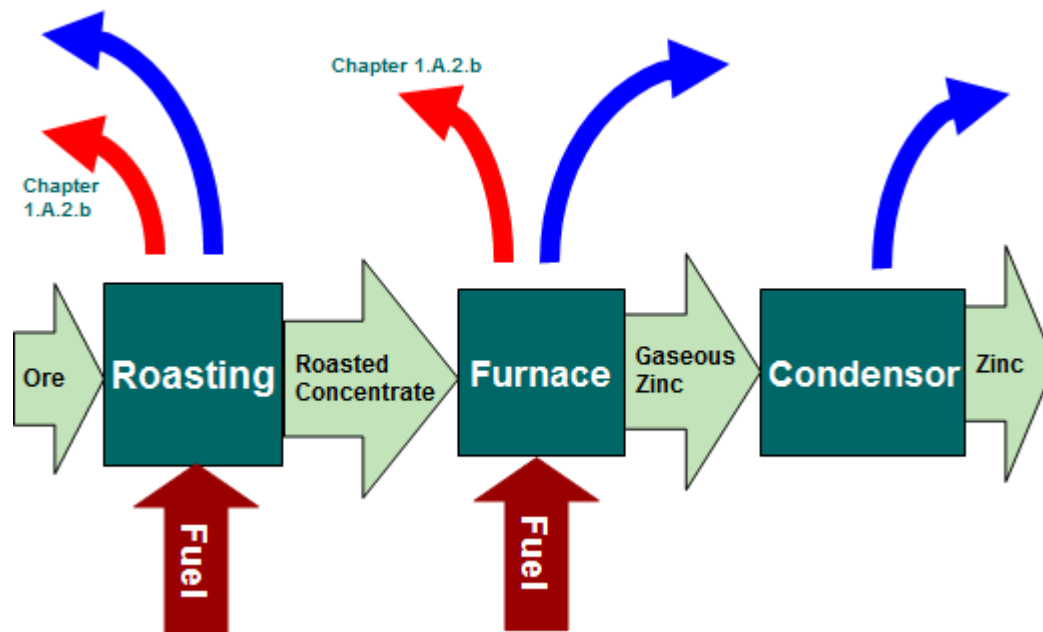 Chapter 1.A.2.b
Chapter
1.A.2.b
Ore
Roasting
Roasted
Concentrate
Furnace
Gaseous
Zinc
Condensor
Zinc
Fuel
Fuel